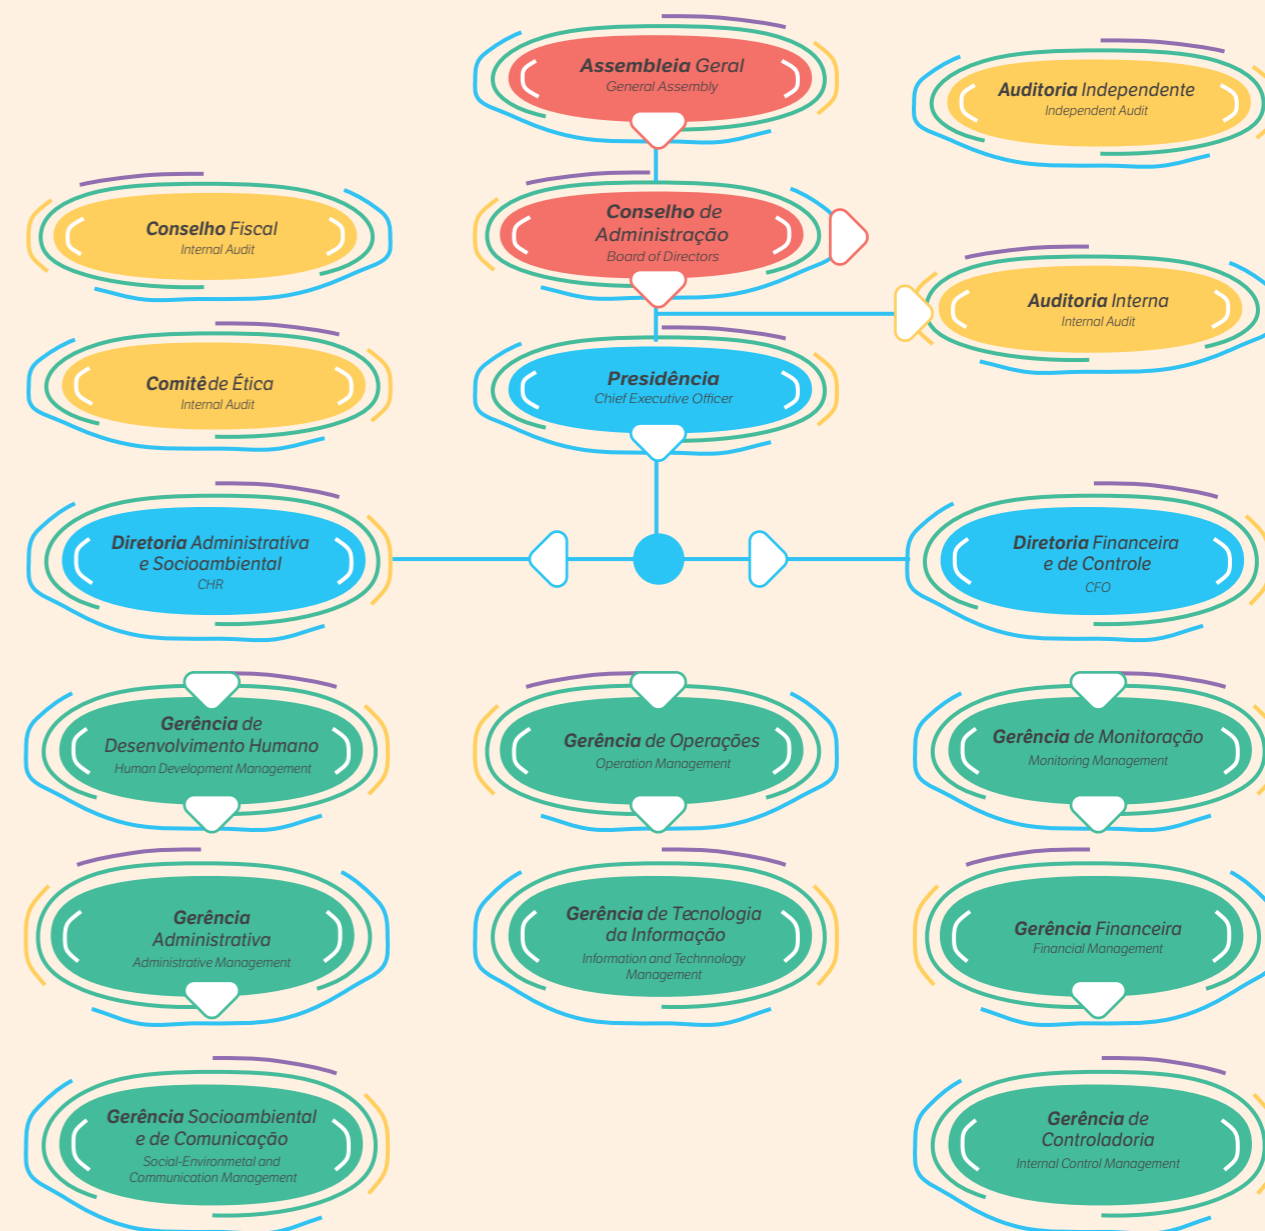 Assembleia Geral
General Assembly
Auditoria Independente
Independent Audit
Conselho Fiscal
Internal Audit
Conselho de
Administração
Board of Directors
Auditoria Interna
Internal Audit
Comitê de Ética
Internal Audit
Presidência
Chief Executive Officer
Diretoria Administrativa
e Socioambiental
CHR
Diretoria Financeira
e de Controle
CFO
Gerência de
Desenvolvimento Humano
Human Development Management
Gerência de Operações
Operation Management
Gerência de Monitoração
Monitoring Management
Gerência
Administrativa
Administrative Management
Gerência de Tecnologia
da Informação
Information and Technnology
Management
Gerência Financeira
Financial Management
Gerência Socioambiental
e de Comunicação
Social-Environmetal and
Communication Management
Gerência de
Controladoria
Internal Control Management